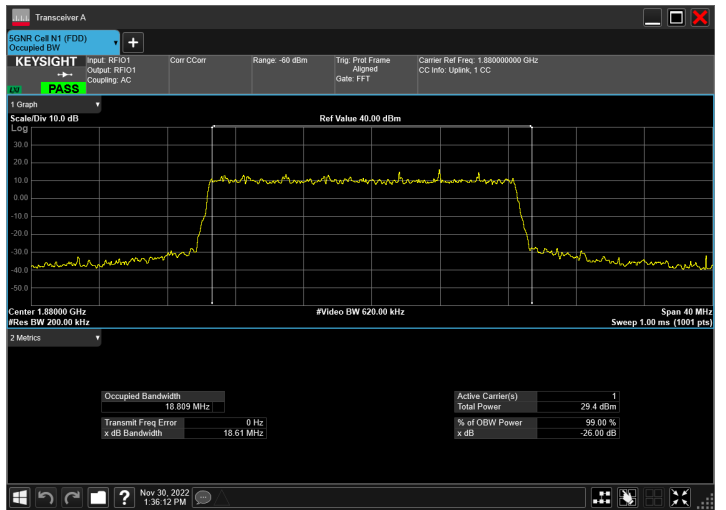 Transceiver A
5GNR Cell N1 (FDD)
Occupied BW
KEYSIGHT
LXI
PASS
Input: RFIO1
Output: RFIO1
Coupling: AC
Corr CCorr
Range: -60 dBm
Trig: Prot Frame
Aligned
Gate: FFT
Carrier Ref Freq: 1.880000000 GHz
CC Info: Uplink, 1 CC
1 Graph
Scale/Div 10.0 dB
Ref Value 40.00 dBm
Log
30.0
20.0
10.0
0.00
-10.0
-20.0
-30.0
-40.0
-50.0
Center 1.88000 GHz
#Video BW 620.00 kHz
Span 40 MHz
#Res BW 200.00 kHz
Sweep 1.00 ms (1001 pts)
2 Metrics
Occupied Bandwidth
18.809 MHz
Transmit Freq Error 0 Hz
x dB Bandwidth 18.61 MHz
Active Carrier(s) 1
Total Power 29.4 dBm
% of OBW Power 99.00 %
x dB -26.00 dB
?
Nov 30, 2022
1:36:12 PM